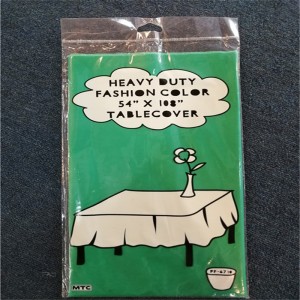 HEAVY DUTY
FASHION COLOR
54" X 108"
TABLECOVER
MTC